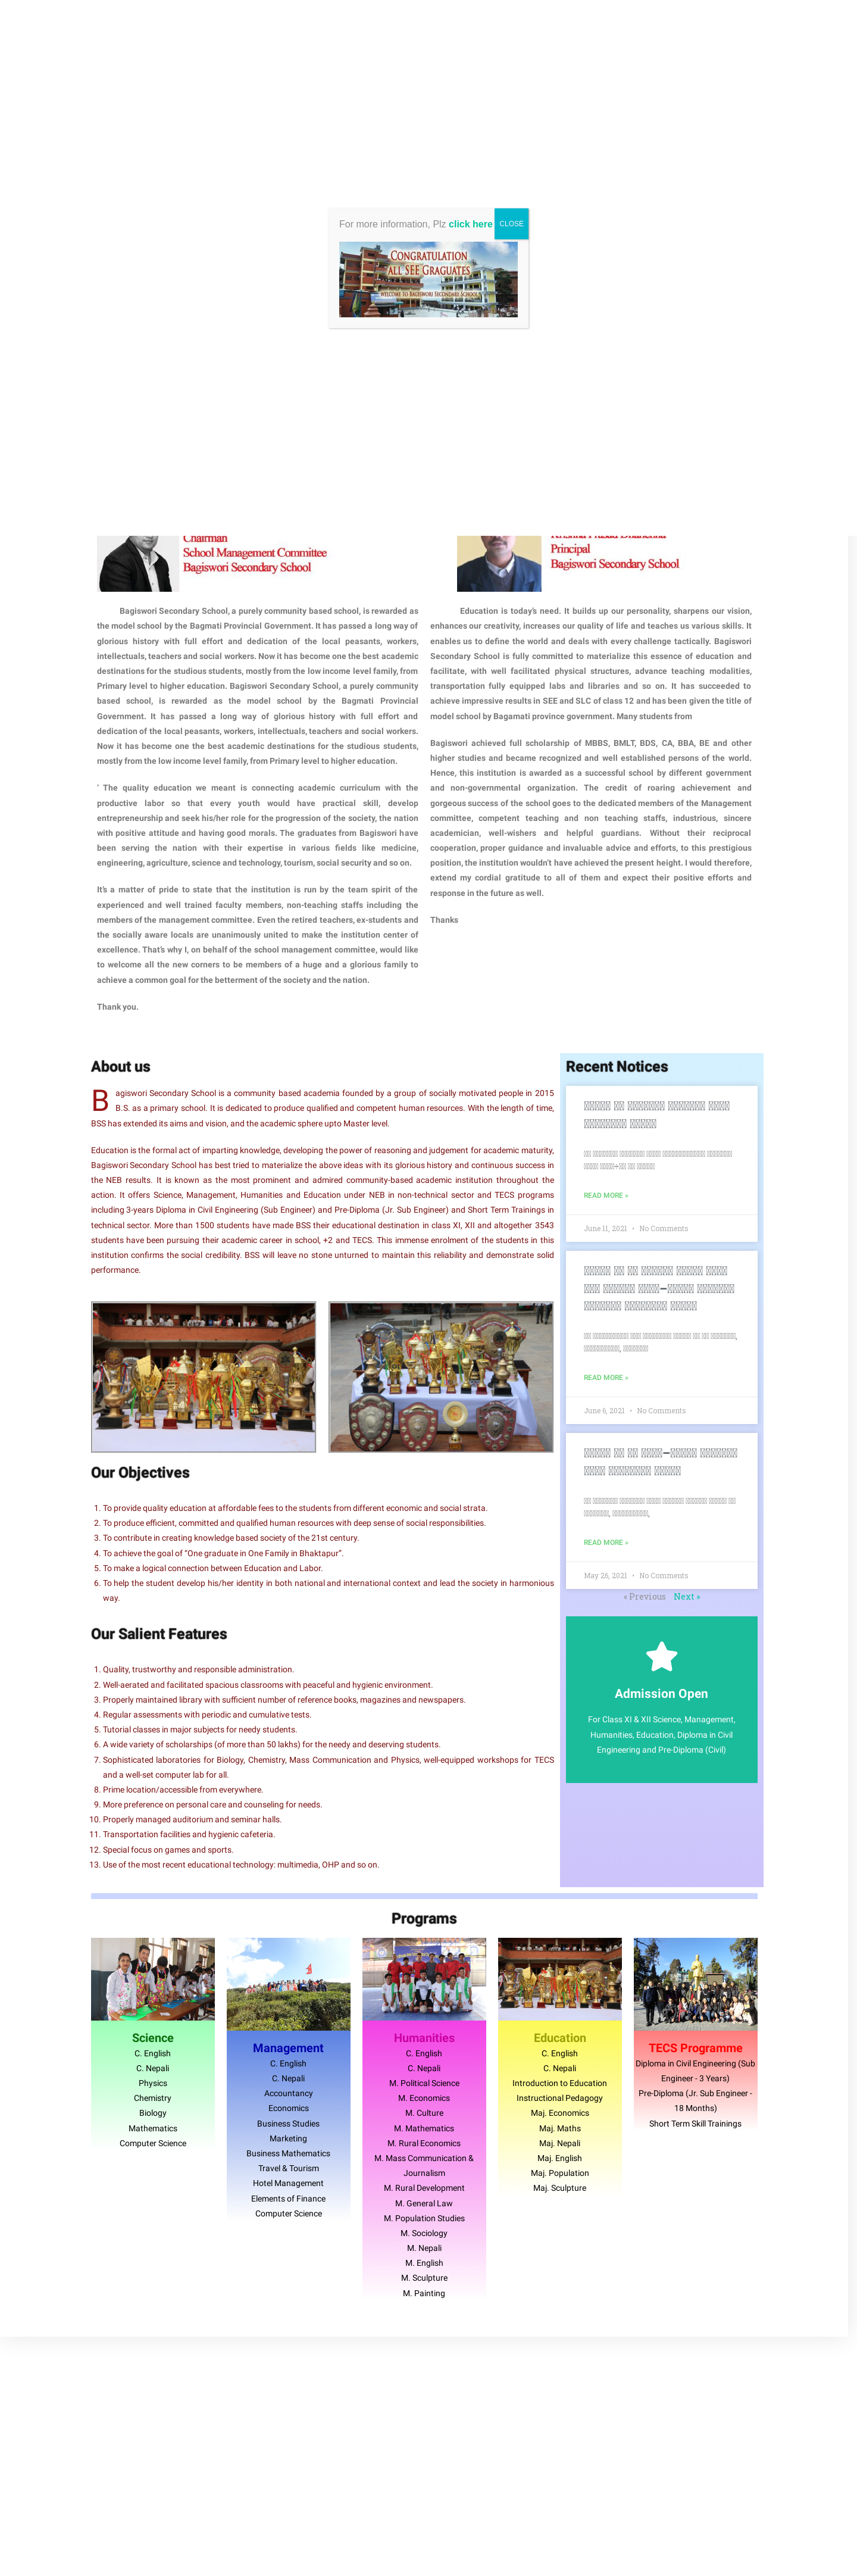 For more information, Plz click here
CLOSE
CONGRATULATION
ALL SEE GRAGUATES
WELCOME TO BAGISWORI SECONDARY SCHOOL
Chairman
School Management Committee
Bagiswori Secondary School
Principal
Bagiswori Secondary School
Bagiswori Secondary School, a purely community based school, is rewarded as
the model school by the Bagmati Provincial Government. It has passed a long way of
glorious history with full effort and dedication of the local peasants, workers,
intellectuals, teachers and social workers. Now it has become one the best academic
destinations for the studious students, mostly from the low income level family, from
Primary level to higher education. Bagiswori Secondary School, a purely community
based school, is rewarded as the model school by the Bagmati Provincial
Government. It has passed a long way of glorious history with full effort and
dedication of the local peasants, workers, intellectuals, teachers and social workers.
Now it has become one the best academic destinations for the studious students,
mostly from the low income level family, from Primary level to higher education.
' The quality education we meant is connecting academic curriculum with the
productive labor so that every youth would have practical skill, develop
entrepreneurship and seek his/her role for the progression of the society, the nation
with positive attitude and having good morals. The graduates from Bagiswori have
been serving the nation with their expertise in various fields like medicine,
engineering, agriculture, science and technology, tourism, social security and so on.
It's a matter of pride to state that the institution is run by the team spirit of the
experienced and well trained faculty members, non-teaching staffs including the
members of the management committee. Even the retired teachers, ex-students and
the socially aware locals are unanimously united to make the institution center of
excellence. That's why I, on behalf of the school management committee, would like
to welcome all the new corners to be members of a huge and a glorious family to
achieve a common goal for the betterment of the society and the nation.
Thank you.
Education is today's need. It builds up our personality, sharpens our vision,
enhances our creativity, increases our quality of life and teaches us various skills. It
enables us to define the world and deals with every challenge tactically. Bagiswori
Secondary School is fully committed to materialize this essence of education and
facilitate, with well facilitated physical structures, advance teaching modalities,
transportation fully equipped labs and libraries and so on. It has succeeded to
achieve impressive results in SEE and SLC of class 12 and has been given the title of
model school by Bagamati province government. Many students from
Bagiswori achieved full scholarship of MBBS, BMLT, BDS, CA, BBA, BE and other
higher studies and became recognized and well established persons of the world.
Hence, this institution is awarded as a successful school by different government
and non-governmental organization. The credit of roaring achievement and
gorgeous success of the school goes to the dedicated members of the Management
committee, competent teaching and non teaching staffs, industrious, sincere
academician, well-wishers and helpful guardians. Without their reciprocal
cooperation, proper guidance and invaluable advice and efforts, to this prestigious
position, the institution wouldn't have achieved the present height. I would therefore,
extend my cordial gratitude to all of them and expect their positive efforts and
response in the future as well.
Thanks
About us
Bagiswori Secondary School is a community based academia founded by a group of socially motivated people in 2015
B.S. as a primary school. It is dedicated to produce qualified and competent human resources. With the length of time,
BSS has extended its aims and vision, and the academic sphere upto Master level.
Education is the formal act of imparting knowledge, developing the power of reasoning and judgement for academic maturity,
Bagiswori Secondary School has best tried to materialize the above ideas with its glorious history and continuous success in
the NEB results. It is known as the most prominent and admired community-based academic institution throughout the
action. It offers Science, Management, Humanities and Education under NEB in non-technical sector and TECS programs
including 3-years Diploma in Civil Engineering (Sub Engineer) and Pre-Diploma (Jr. Sub Engineer) and Short Term Trainings in
technical sector. More than 1500 students have made BSS their educational destination in class XI, XII and altogether 3543
students have been pursuing their academic career in school, +2 and TECS. This immense enrolment of the students in this
institution confirms the social credibility. BSS will leave no stone unturned to maintain this reliability and demonstrate solid
performance.
Our Objectives
1. To provide quality education at affordable fees to the students from different economic and social strata.
2. To produce efficient, committed and qualified human resources with deep sense of social responsibilities.
3. To contribute in creating knowledge based society of the 21st century.
4. To achieve the goal of "One graduate in One Family in Bhaktapur".
5. To make a logical connection between Education and Labor.
6. To help the student develop his/her identity in both national and international context and lead the society in harmonious
way.
Our Salient Features
1. Quality, trustworthy and responsible administration.
2. Well-aerated and facilitated spacious classrooms with peaceful and hygienic environment.
3. Properly maintained library with sufficient number of reference books, magazines and newspapers.
4. Regular assessments with periodic and cumulative tests.
5. Tutorial classes in major subjects for needy students.
6. A wide variety of scholarships (of more than 50 lakhs) for the needy and deserving students.
7. Sophisticated laboratories for Biology, Chemistry, Mass Communication and Physics, well-equipped workshops for TECS
and a well-set computer lab for all.
8. Prime location/accessible from everywhere.
9. More preference on personal care and counseling for needs.
10. Properly managed auditorium and seminar halls.
11. Transportation facilities and hygienic cafeteria.
12. Special focus on games and sports.
13. Use of the most recent educational technology: multimedia, OHP and so on.
Recent Notices
READ MORE »
June 11, 2021 • No Comments
READ MORE »
June 6, 2021 • No Comments
READ MORE »
May 26, 2021 • No Comments
« Previous Next »
Admission Open
For Class XI & XII Science, Management,
Humanities, Education, Diploma in Civil
Engineering and Pre-Diploma (Civil)
Programs
Science
C. English
C. Nepali
Physics
Chemistry
Biology
Mathematics
Computer Science
Management
C. English
C. Nepali
Accountancy
Economics
Business Studies
Marketing
Business Mathematics
Travel & Tourism
Hotel Management
Elements of Finance
Computer Science
Humanities
C. English
C. Nepali
M. Political Science
M. Economics
M. Culture
M. Mathematics
M. Rural Economics
M. Mass Communication &
Journalism
M. Rural Development
M. General Law
M. Population Studies
M. Sociology
M. Nepali
M. English
M. Sculpture
M. Painting
Education
C. English
C. Nepali
Introduction to Education
Instructional Pedagogy
Maj. Economics
Maj. Maths
Maj. Nepali
Maj. English
Maj. Population
Maj. Sculpture
TECS Programme
Diploma in Civil Engineering (Sub
Engineer - 3 Years)
Pre-Diploma (Jr. Sub Engineer -
18 Months)
Short Term Skill Trainings